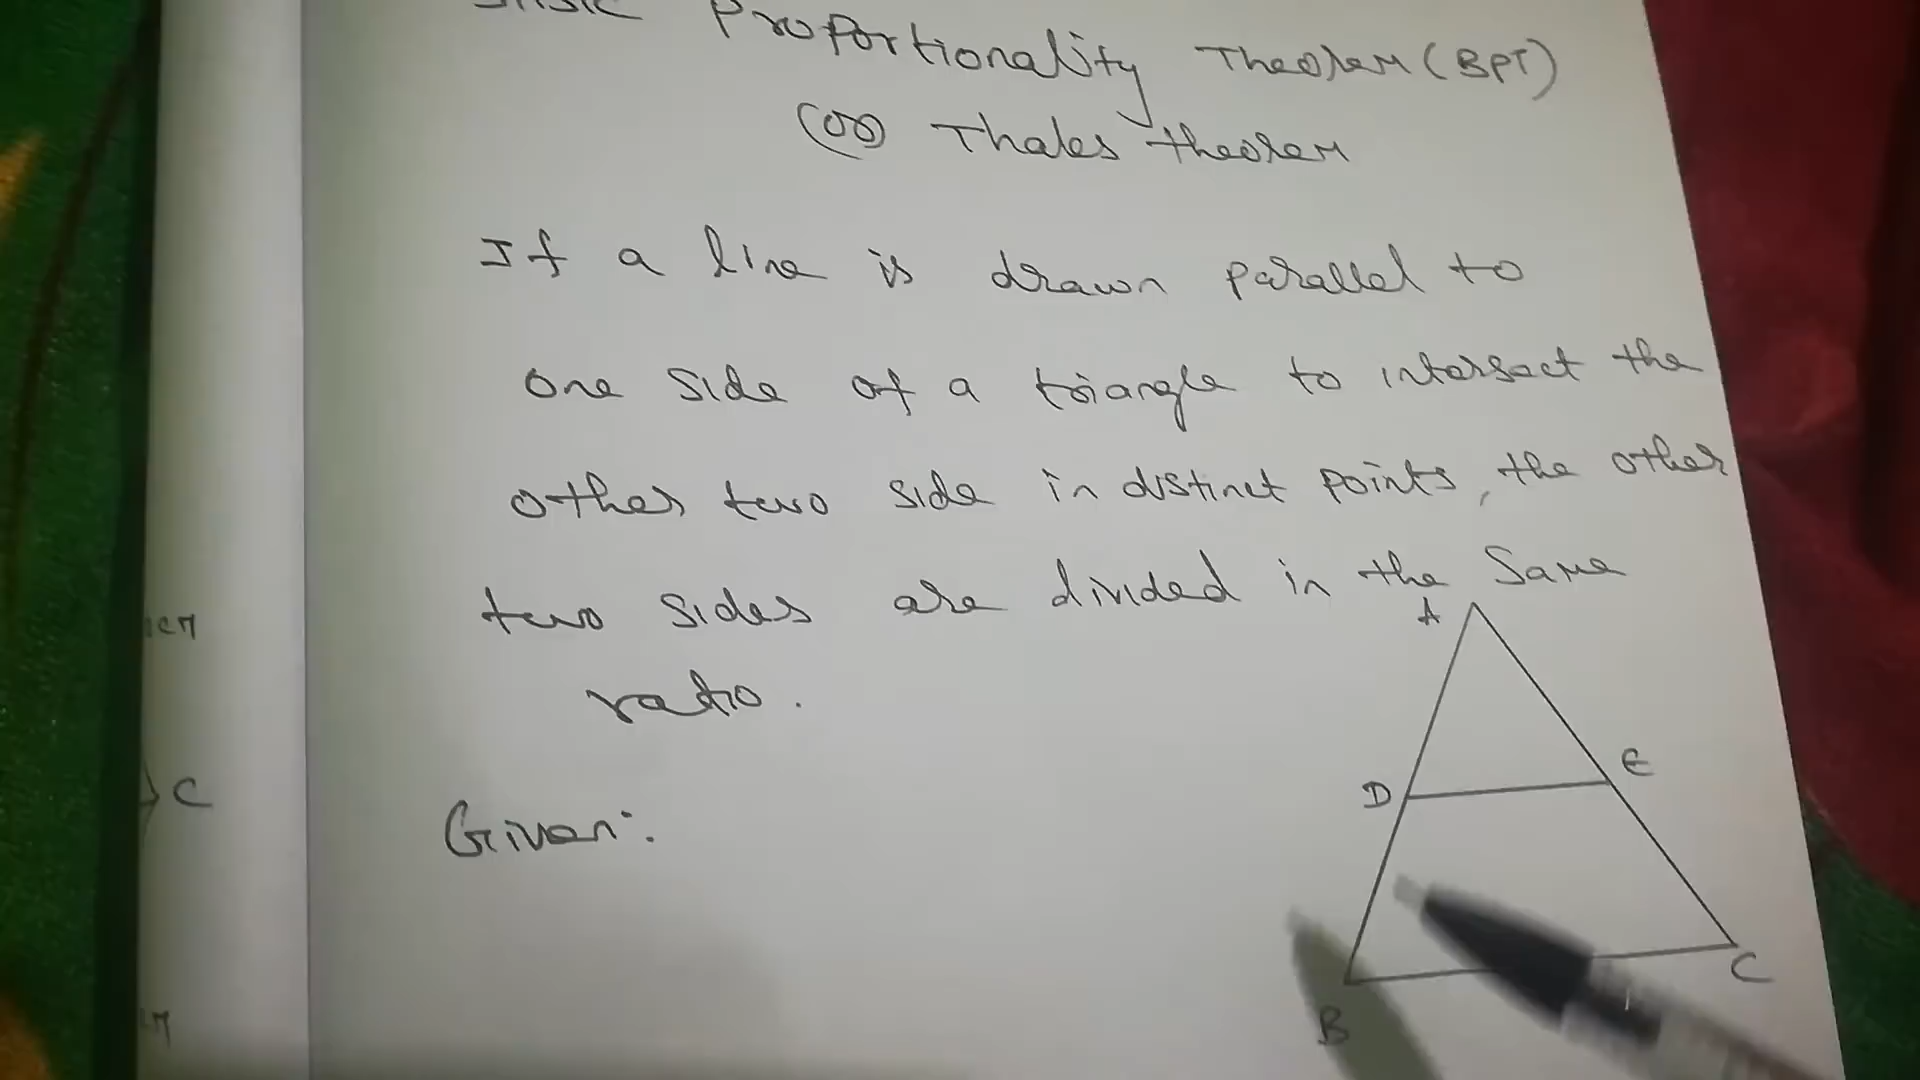 Proportionality Theorem (BPT)
(or) Thales theorem
If a line is drawn parallel to
one side of a triangle to intersect the
other two side in distinct points, the other
two sides are divided in the same
ratio.
A
D
E
Given:
C
C
B